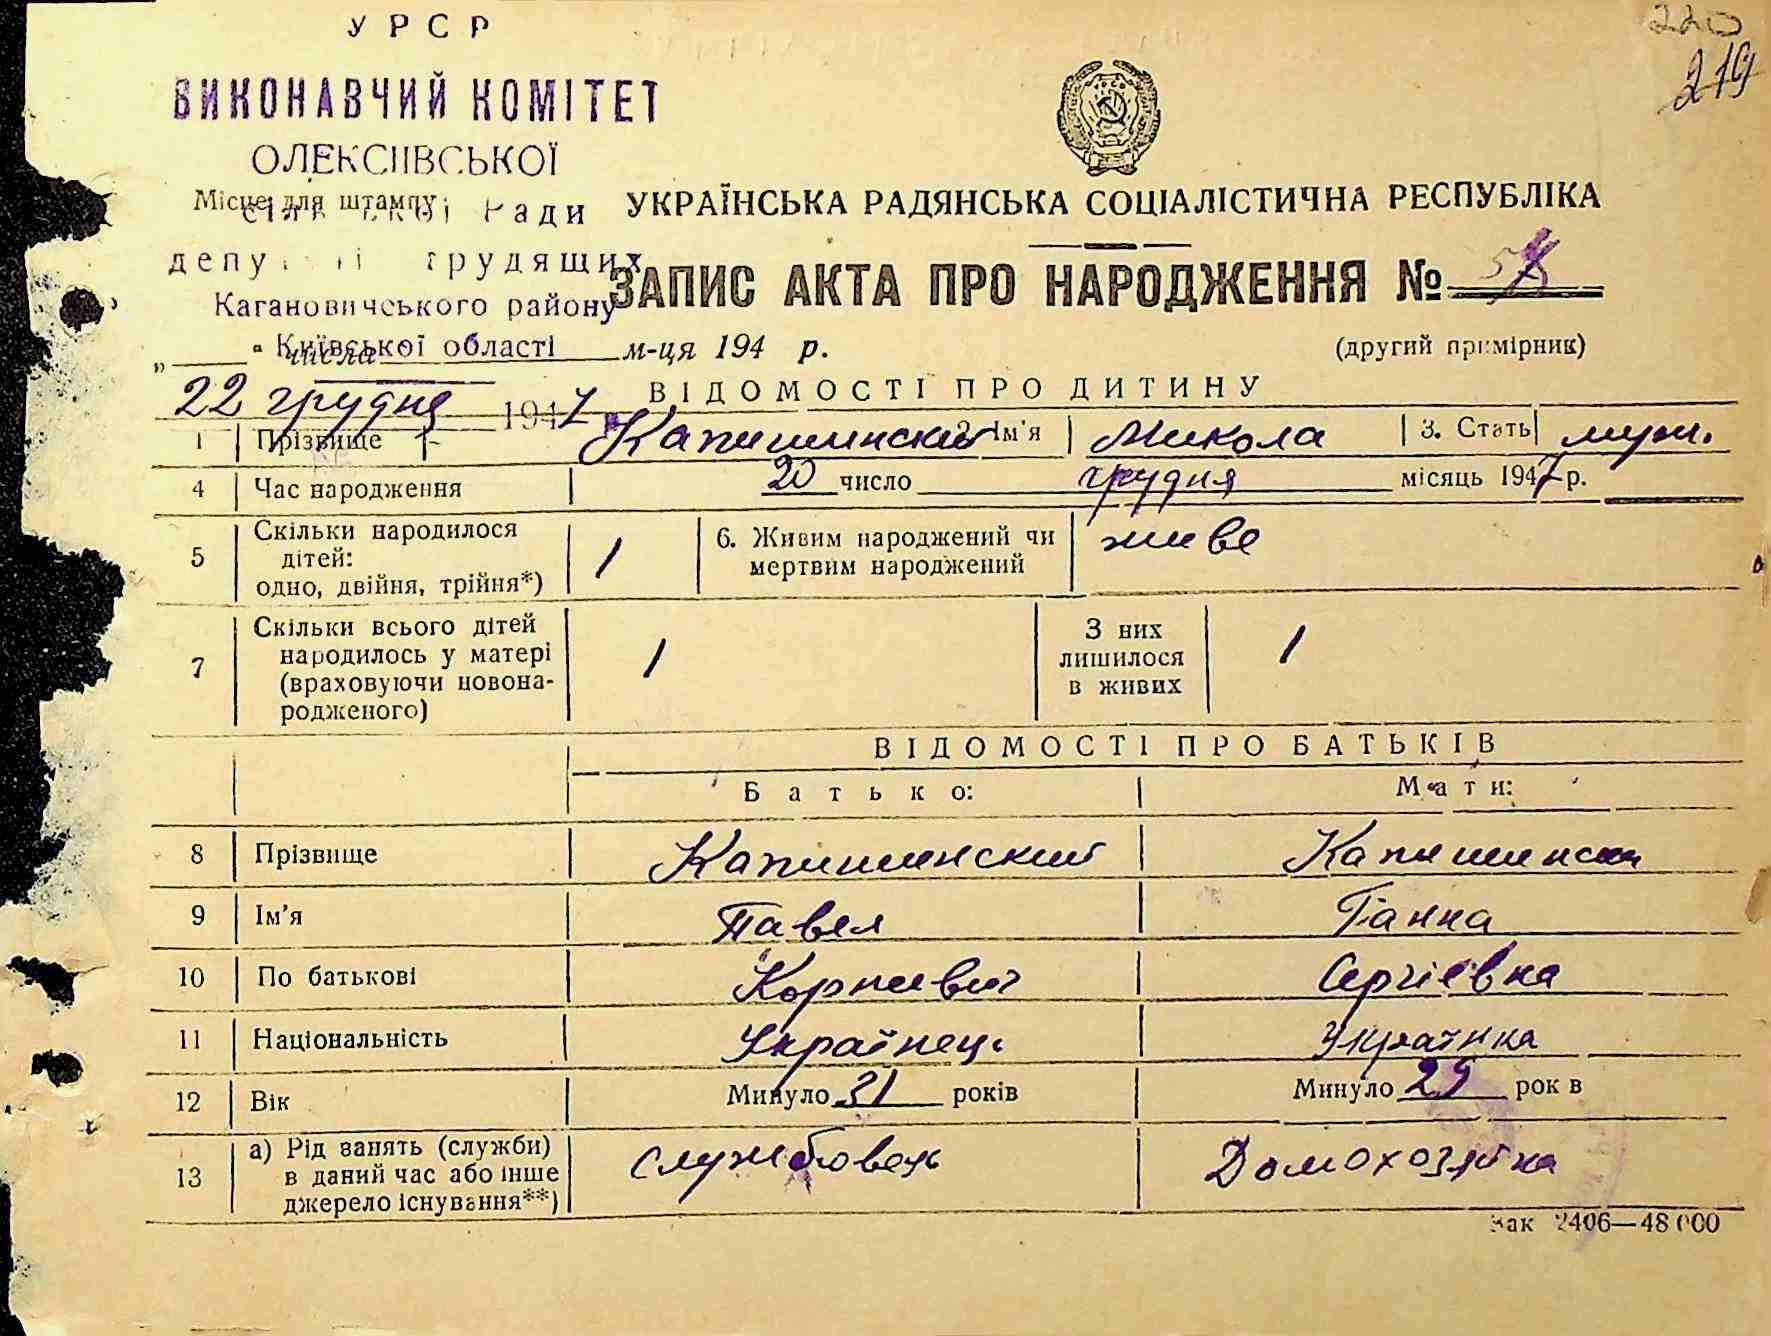 220
219
УРСР
ВИКОНАВЧИЙ КОМІТЕТ
ОЛЕКСІІВСЬКОЇ
Місце для штампу
Ради
трудящих
Кагановичського району
Київської області
УКРАЇНСЬКА РАДЯНСЬКА СОЦІАЛІСТИЧНА РЕСПУБЛІКА
ЗАПИС АКТА ПРО НАРОДЖЕННЯ №
„ " числа м-ця 194 р. (другий примірник)
22 грудня 1947
ВІДОМОСТІ ПРО ДИТИНУ
1 Прізвище Капишинский 2. Ім'я Микола 3. Стать муж.
4 Час народження 20 число грудня місяць 1947 р.
5 Скільки народилося дітей: одно, двійня, трійня*) 1 6. Живим народжений чи мертвим народжений живе
7 Скільки всього дітей народилось у матері (враховуючи новонародженого) 1 З них лишилося в живих 1
ВІДОМОСТІ ПРО БАТЬКІВ
Батько: Мати:
8 Прізвище Капишинский
9 Ім'я Павел Ганна
10 По батькові Корниевич Сергіевна
11 Національність Українець Українка
12 Вік Минуло 31 років Минуло 29 рок в
13 а) Рід занять (служби) в даний час або інше джерело існування**) службовець Домохозяйка
Зак 2406—48 000